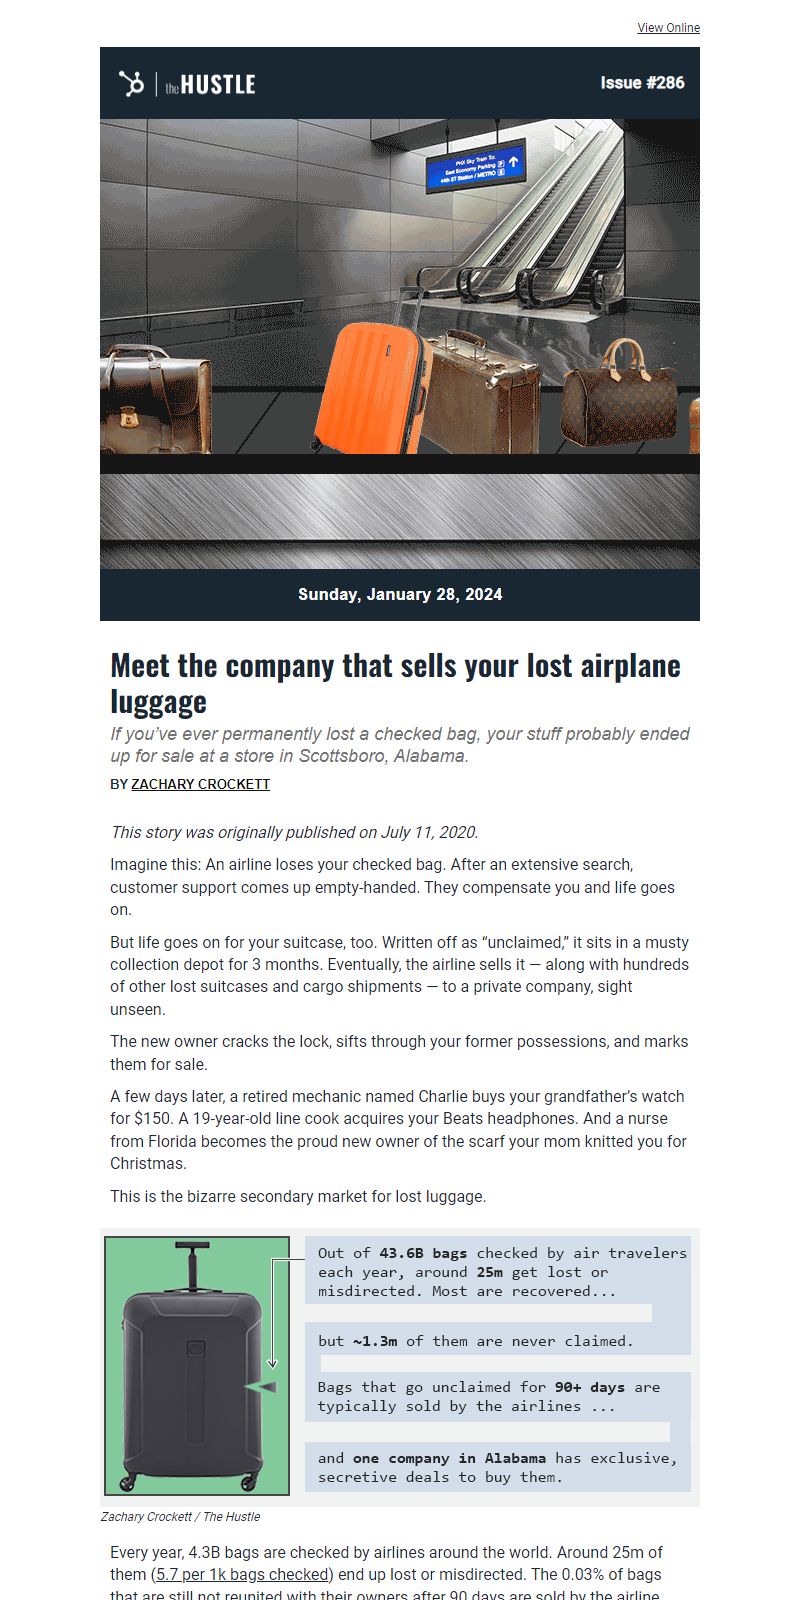 View Online
the HUSTLE
Issue #286
PHX Sky Train To:
East Economy Parking P
44th ST Station / METRO
Sunday, January 28, 2024
Meet the company that sells your lost airplane
luggage
If you’ve ever permanently lost a checked bag, your stuff probably ended
up for sale at a store in Scottsboro, Alabama.
BY ZACHARY CROCKETT
This story was originally published on July 11, 2020.
Imagine this: An airline loses your checked bag. After an extensive search,
customer support comes up empty-handed. They compensate you and life goes
on.
But life goes on for your suitcase, too. Written off as “unclaimed,” it sits in a musty
collection depot for 3 months. Eventually, the airline sells it — along with hundreds
of other lost suitcases and cargo shipments — to a private company, sight
unseen.
The new owner cracks the lock, sifts through your former possessions, and marks
them for sale.
A few days later, a retired mechanic named Charlie buys your grandfather’s watch
for $150. A 19-year-old line cook acquires your Beats headphones. And a nurse
from Florida becomes the proud new owner of the scarf your mom knitted you for
Christmas.
This is the bizarre secondary market for lost luggage.
Out of 43.6B bags checked by air travelers
each year, around 25m get lost or
misdirected. Most are recovered...
but ~1.3m of them are never claimed.
Bags that go unclaimed for 90+ days are
typically sold by the airlines ...
and one company in Alabama has exclusive,
secretive deals to buy them.
Zachary Crockett / The Hustle
Every year, 4.3B bags are checked by airlines around the world. Around 25m of
them (5.7 per 1k bags checked) end up lost or misdirected. The 0.03% of bags
that are still not reunited with their owners after 90 days are sold by the airline